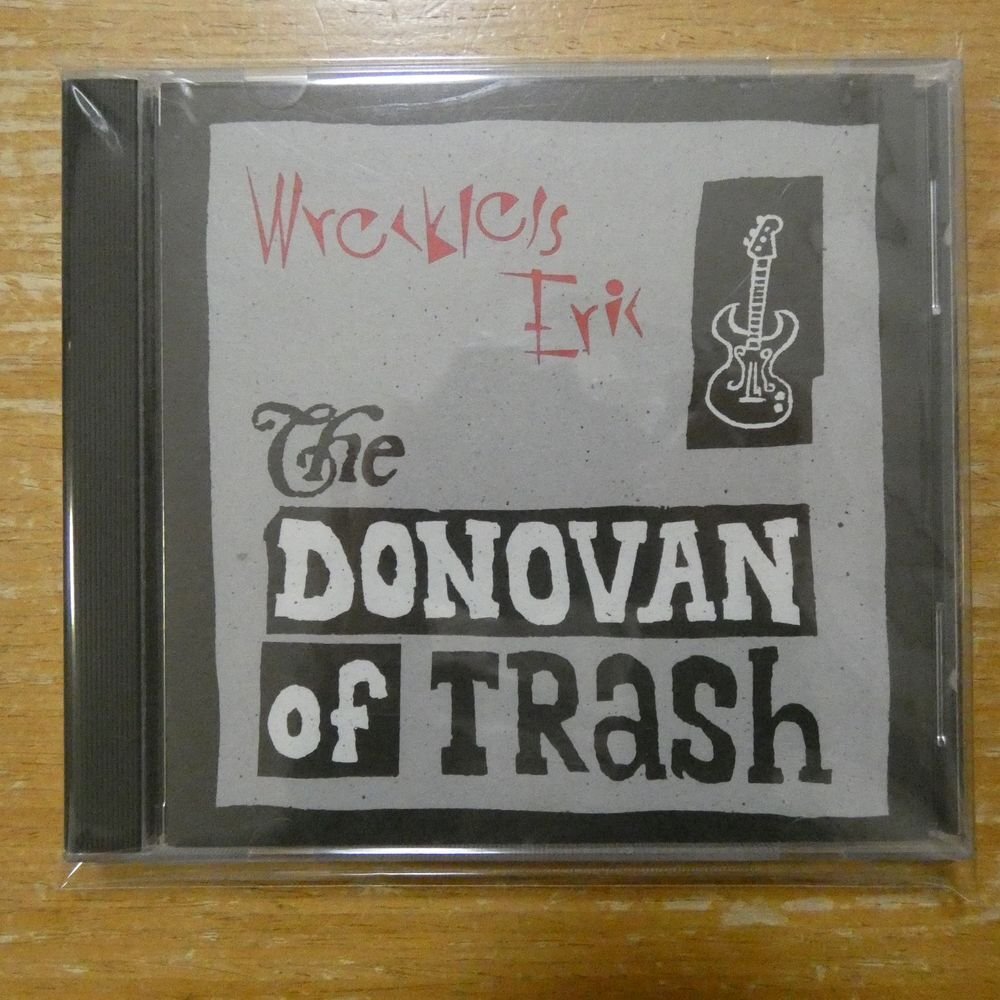 Wreckless
Eric
The
DONOVAN
of TRash